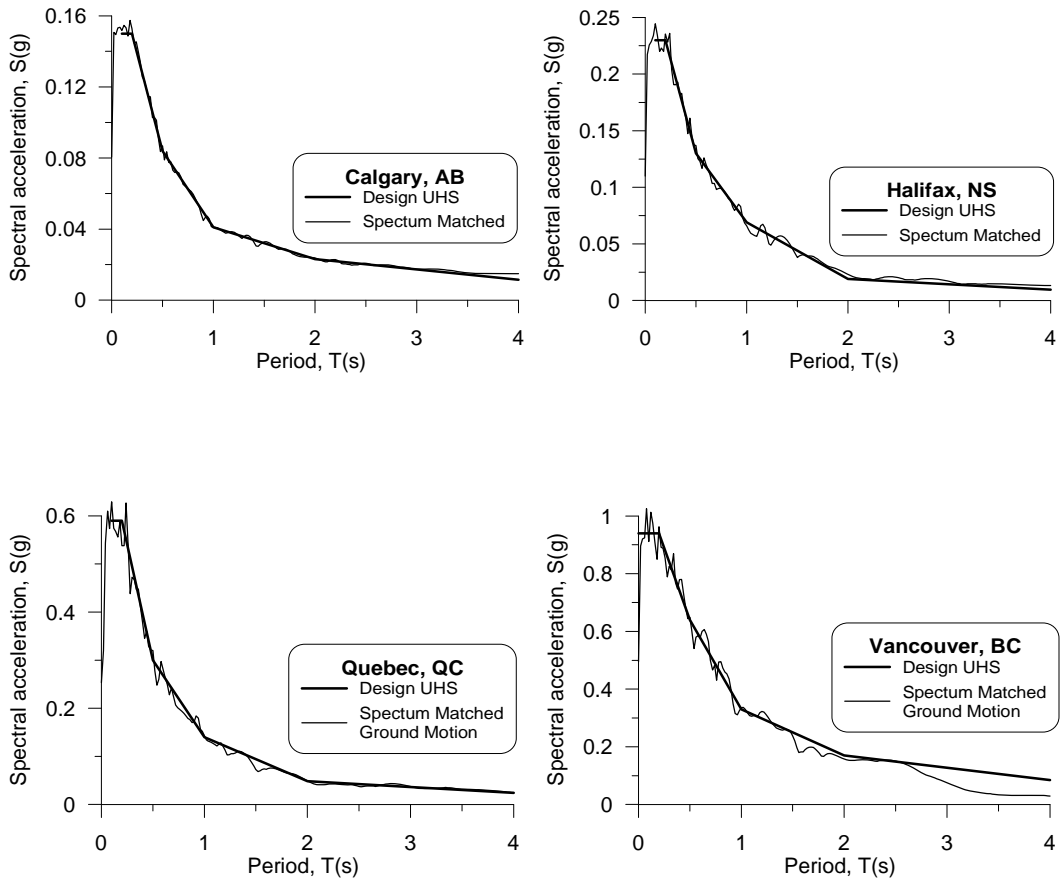 Spectral acceleration, S(g)
0.16
0.12
0.08
0.04
0
Calgary, AB
Design UHS
Spectum Matched
0 1 2 3 4
Period, T(s)
Spectral acceleration, S(g)
0.25
0.2
0.15
0.1
0.05
0
Halifax, NS
Design UHS
Spectum Matched
0 1 2 3 4
Period, T(s)
Spectral acceleration, S(g)
0.6
0.4
0.2
0
Quebec, QC
Design UHS
Spectum Matched
Ground Motion
0 1 2 3 4
Period, T(s)
Spectral acceleration, S(g)
1
0.8
0.6
0.4
0.2
0
Vancouver, BC
Design UHS
Spectum Matched
Ground Motion
0 1 2 3 4
Period, T(s)